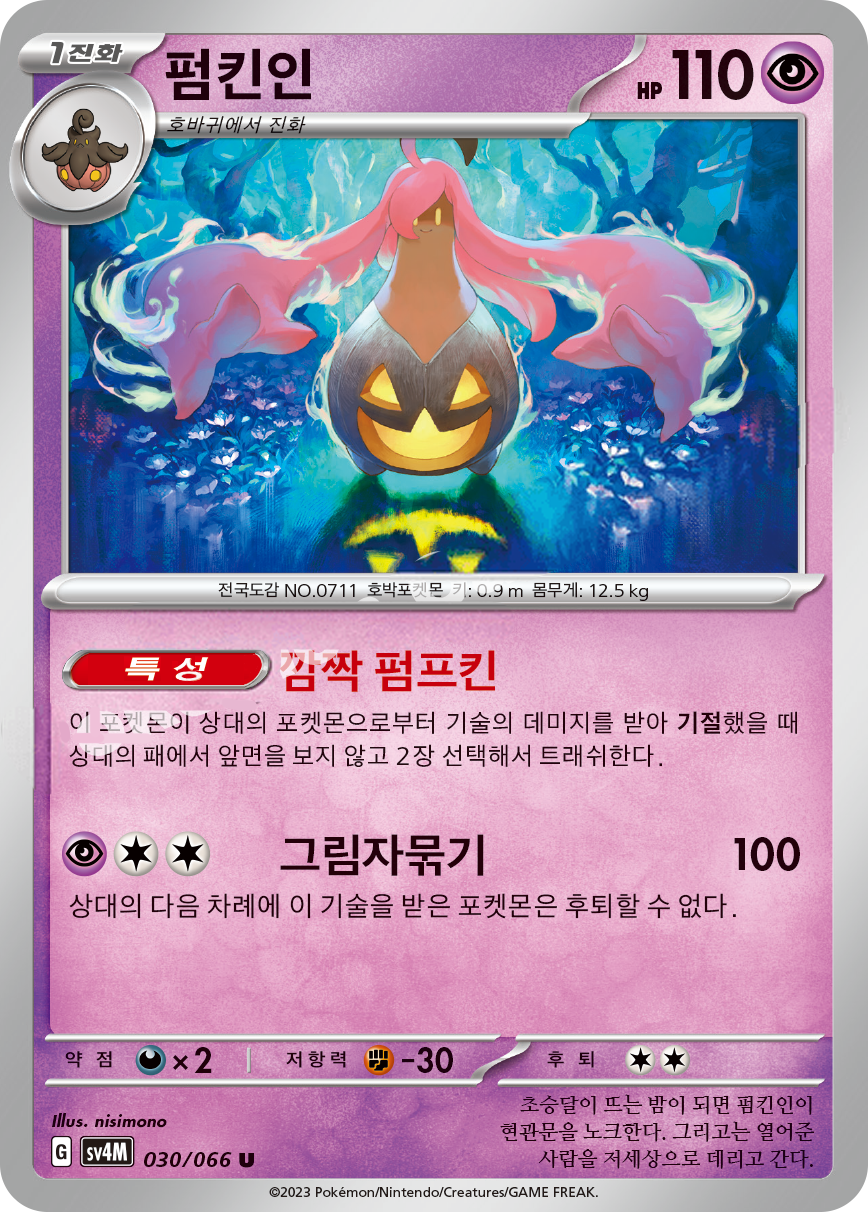 1진화
펌킨인
HP 110
호바귀에서 진화
전국도감 NO.0711 호박포켓몬 키: 0.9 m 몸무게: 12.5 kg
특성 깜짝 펌프킨
이 포켓몬이 상대의 포켓몬으로부터 기술의 데미지를 받아 기절했을 때
상대의 패에서 앞면을 보지 않고 2장 선택해서 트래쉬한다.
그림자묶기 100
상대의 다음 차례에 이 기술을 받은 포켓몬은 후퇴할 수 없다.
약점 ×2 저항력 -30 후퇴
Illus. nisimono
G sv4M 030/066 U
초승달이 뜨는 밤이 되면 펌킨인이
현관문을 노크한다. 그리고는 열어준
사람을 저세상으로 데리고 간다.
©2023 Pokémon/Nintendo/Creatures/GAME FREAK.